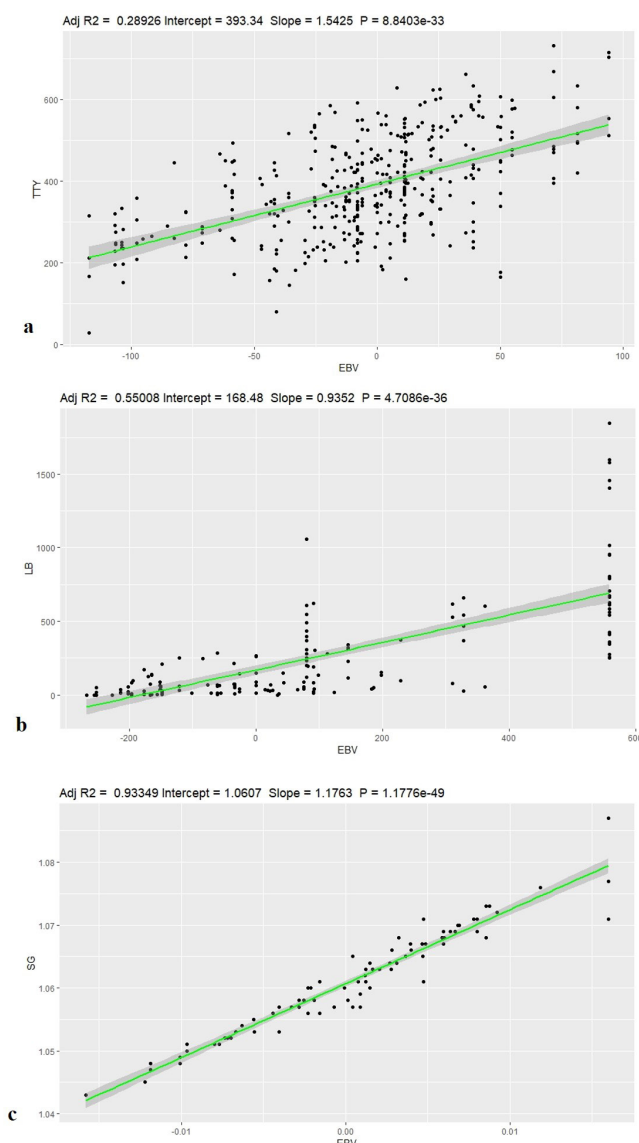 Adj R2 = 0.28926 Intercept = 393.34 Slope = 1.5425 P = 8.8403e-33
600
400
200
0
TTY
-100 -50 0 50 100
EBV
a
Adj R2 = 0.55008 Intercept = 168.48 Slope = 0.9352 P = 4.7086e-36
1500
1000
500
0
LB
-200 0 200 400 600
EBV
b
Adj R2 = 0.93349 Intercept = 1.0607 Slope = 1.1763 P = 1.1776e-49
1.08
1.07
1.06
1.05
1.04
SG
-0.01 0.00 0.01
EBV
c